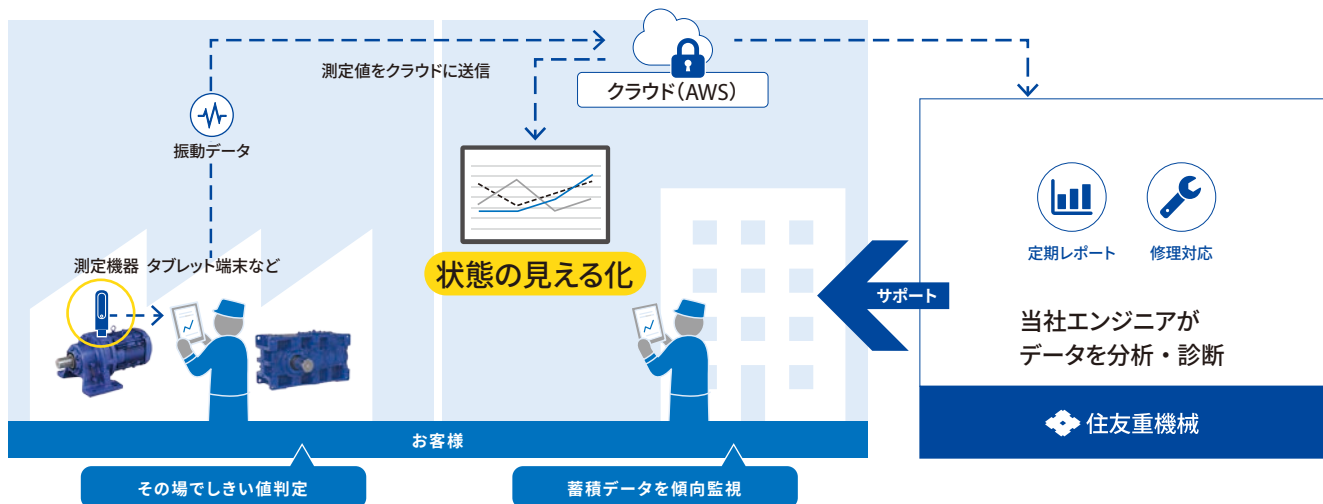 測定値をクラウドに送信
クラウド（AWS）
振動データ
測定機器 タブレット端末など
状態の見える化
定期レポート
修理対応
サポート
当社エンジニアが
データを分析・診断
住友重機械
お客様
その場でしきい値判定
蓄積データを傾向監視